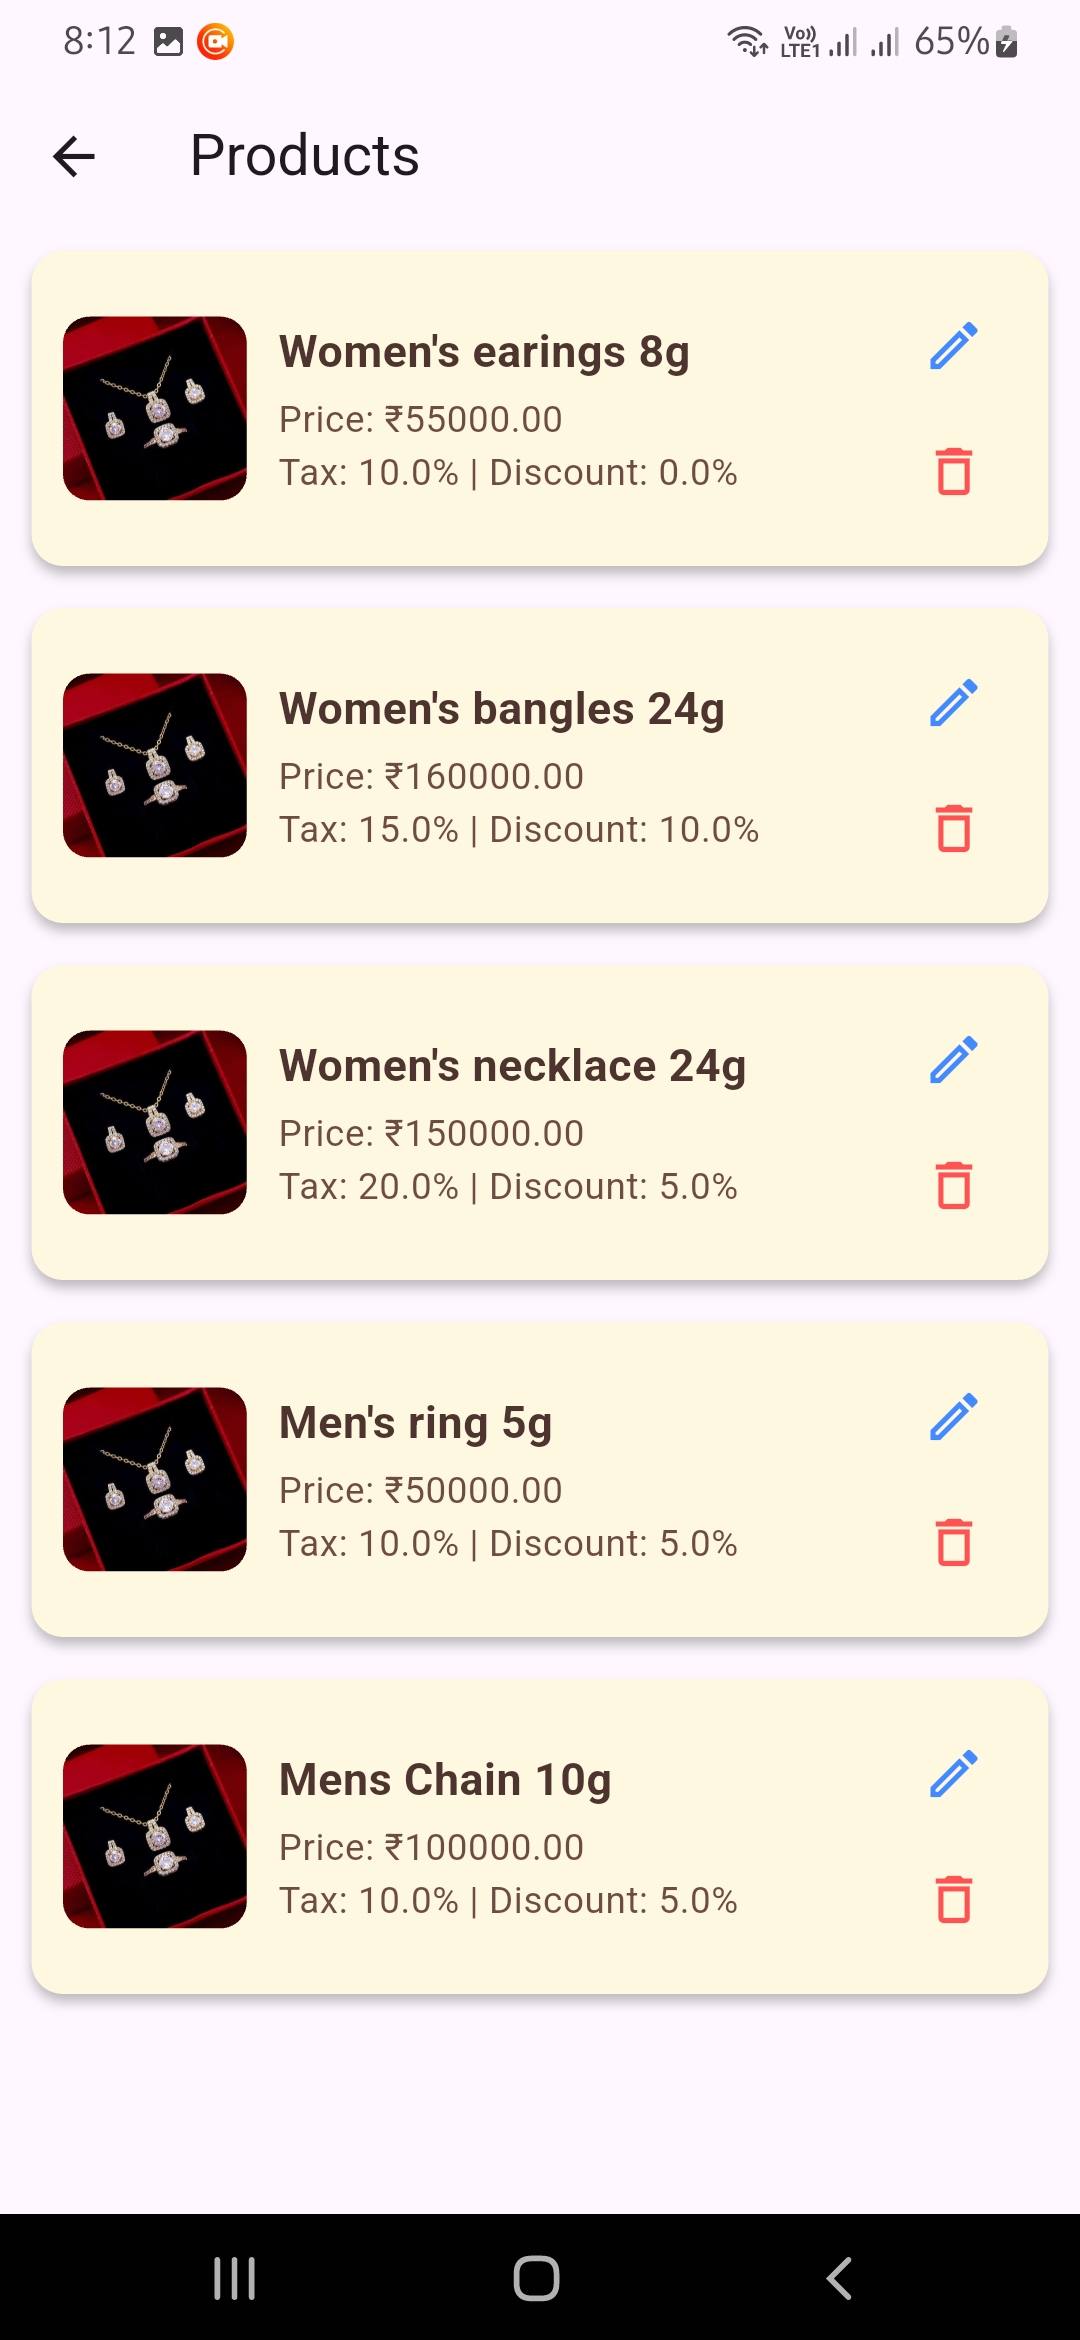 8:12
Vo)) LTE1 65%
Products
Women's earings 8g
Price: ₹55000.00
Tax: 10.0% | Discount: 0.0%
Women's bangles 24g
Price: ₹160000.00
Tax: 15.0% | Discount: 10.0%
Women's necklace 24g
Price: ₹150000.00
Tax: 20.0% | Discount: 5.0%
Men's ring 5g
Price: ₹50000.00
Tax: 10.0% | Discount: 5.0%
Mens Chain 10g
Price: ₹100000.00
Tax: 10.0% | Discount: 5.0%